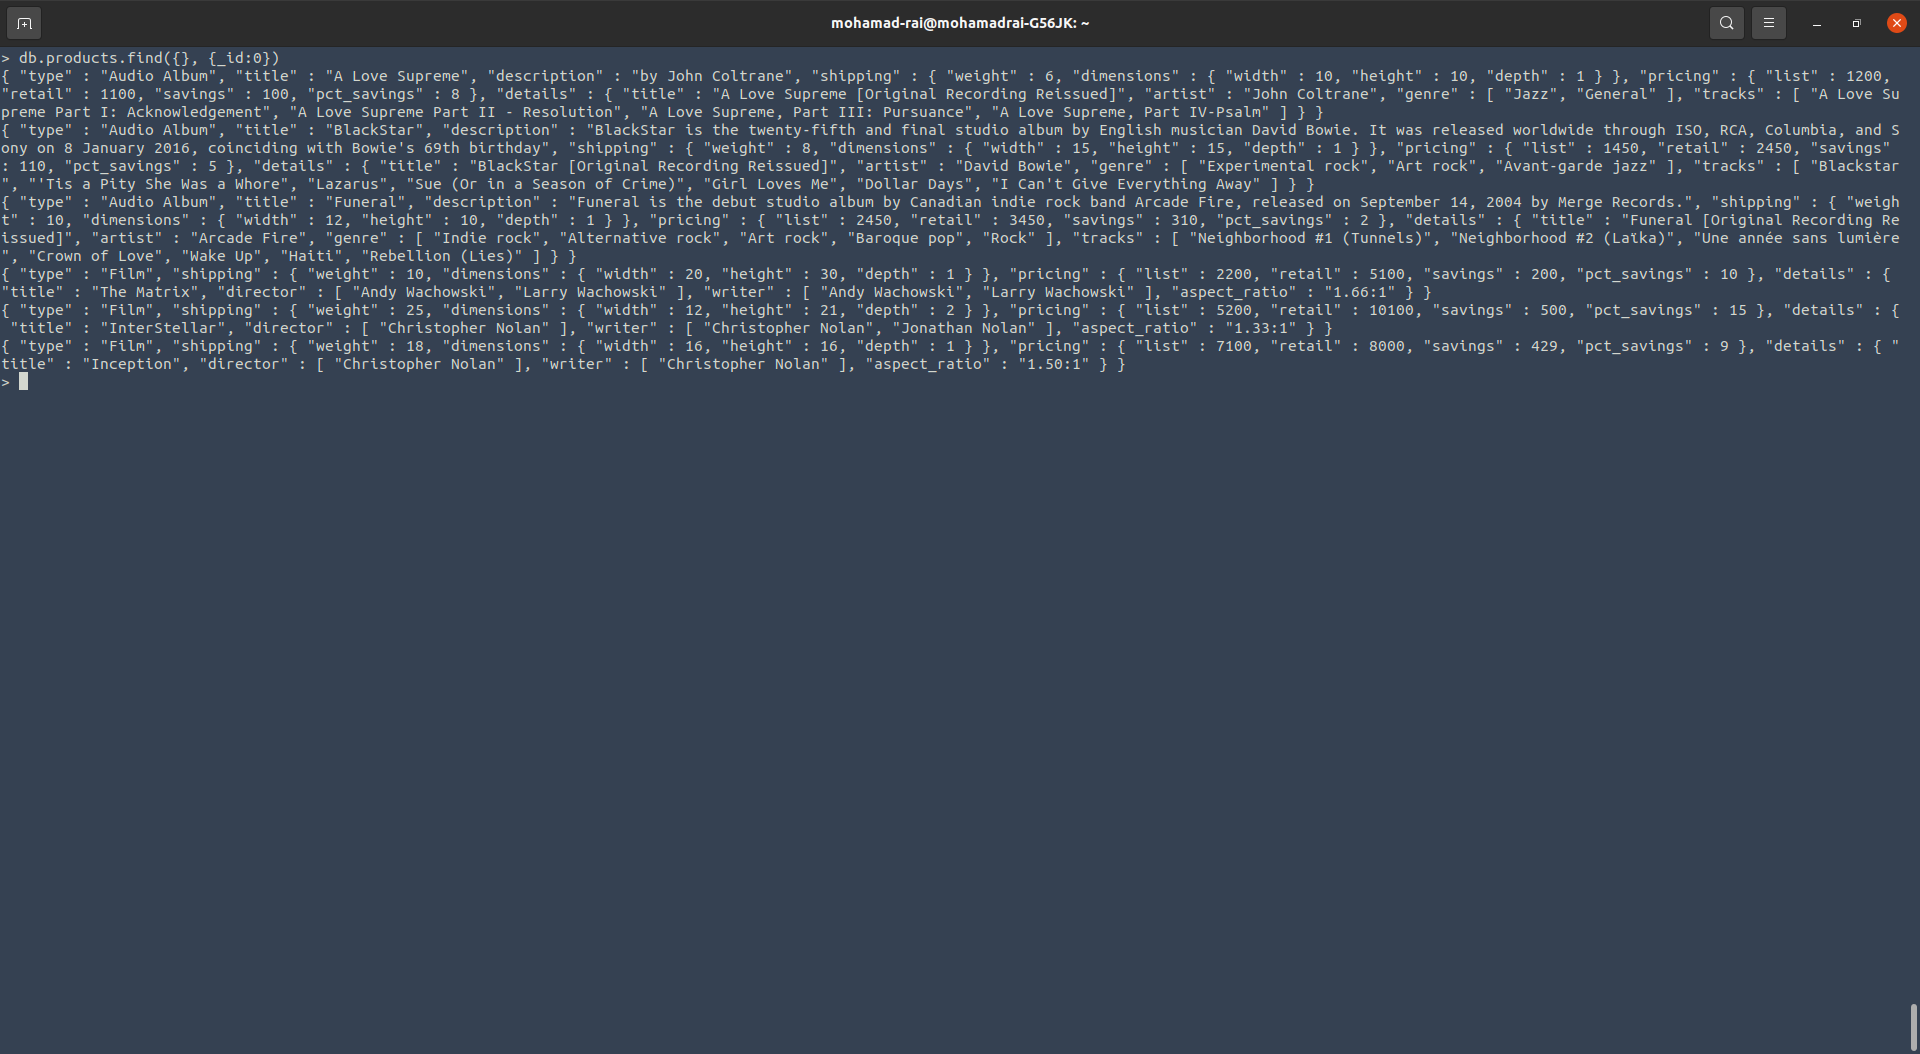 mohamad-rai@mohamadrai-G56JK: ~
> db.products.find({}, {_id:0})
{ "type" : "Audio Album", "title" : "A Love Supreme", "description" : "by John Coltrane", "shipping" : { "weight" : 6, "dimensions" : { "width" : 10, "height" : 10, "depth" : 1 } }, "pricing" : { "list" : 1200,
"retail" : 1100, "savings" : 100, "pct_savings" : 8 }, "details" : { "title" : "A Love Supreme [Original Recording Reissued]", "artist" : "John Coltrane", "genre" : [ "Jazz", "General" ], "tracks" : [ "A Love Su
preme Part I: Acknowledgement", "A Love Supreme Part II - Resolution", "A Love Supreme, Part III: Pursuance", "A Love Supreme, Part IV-Psalm" ] } }
{ "type" : "Audio Album", "title" : "BlackStar", "description" : "BlackStar is the twenty-fifth and final studio album by English musician David Bowie. It was released worldwide through ISO, RCA, Columbia, and S
ony on 8 January 2016, coinciding with Bowie's 69th birthday", "shipping" : { "weight" : 8, "dimensions" : { "width" : 15, "height" : 15, "depth" : 1 } }, "pricing" : { "list" : 1450, "retail" : 2450, "savings"
: 110, "pct_savings" : 5 }, "details" : { "title" : "BlackStar [Original Recording Reissued]", "artist" : "David Bowie", "genre" : [ "Experimental rock", "Art rock", "Avant-garde jazz" ], "tracks" : [ "Blackstar
", "'Tis a Pity She Was a Whore", "Lazarus", "Sue (Or in a Season of Crime)", "Girl Loves Me", "Dollar Days", "I Can't Give Everything Away" ] } }
{ "type" : "Audio Album", "title" : "Funeral", "description" : "Funeral is the debut studio album by Canadian indie rock band Arcade Fire, released on September 14, 2004 by Merge Records.", "shipping" : { "weigh
t" : 10, "dimensions" : { "width" : 12, "height" : 10, "depth" : 1 } }, "pricing" : { "list" : 2450, "retail" : 3450, "savings" : 310, "pct_savings" : 2 }, "details" : { "title" : "Funeral [Original Recording Re
issued]", "artist" : "Arcade Fire", "genre" : [ "Indie rock", "Alternative rock", "Art rock", "Baroque pop", "Rock" ], "tracks" : [ "Neighborhood #1 (Tunnels)", "Neighborhood #2 (Laïka)", "Une année sans lumière
", "Crown of Love", "Wake Up", "Haiti", "Rebellion (Lies)" ] } }
{ "type" : "Film", "shipping" : { "weight" : 10, "dimensions" : { "width" : 20, "height" : 30, "depth" : 1 } }, "pricing" : { "list" : 2200, "retail" : 5100, "savings" : 200, "pct_savings" : 10 }, "details" : {
"title" : "The Matrix", "director" : [ "Andy Wachowski", "Larry Wachowski" ], "writer" : [ "Andy Wachowski", "Larry Wachowski" ], "aspect_ratio" : "1.66:1" } }
{ "type" : "Film", "shipping" : { "weight" : 25, "dimensions" : { "width" : 12, "height" : 21, "depth" : 2 } }, "pricing" : { "list" : 5200, "retail" : 10100, "savings" : 500, "pct_savings" : 15 }, "details" : {
 "title" : "InterStellar", "director" : [ "Christopher Nolan" ], "writer" : [ "Christopher Nolan", "Jonathan Nolan" ], "aspect_ratio" : "1.33:1" } }
{ "type" : "Film", "shipping" : { "weight" : 18, "dimensions" : { "width" : 16, "height" : 16, "depth" : 1 } }, "pricing" : { "list" : 7100, "retail" : 8000, "savings" : 429, "pct_savings" : 9 }, "details" : { "
title" : "Inception", "director" : [ "Christopher Nolan" ], "writer" : [ "Christopher Nolan" ], "aspect_ratio" : "1.50:1" } }
>